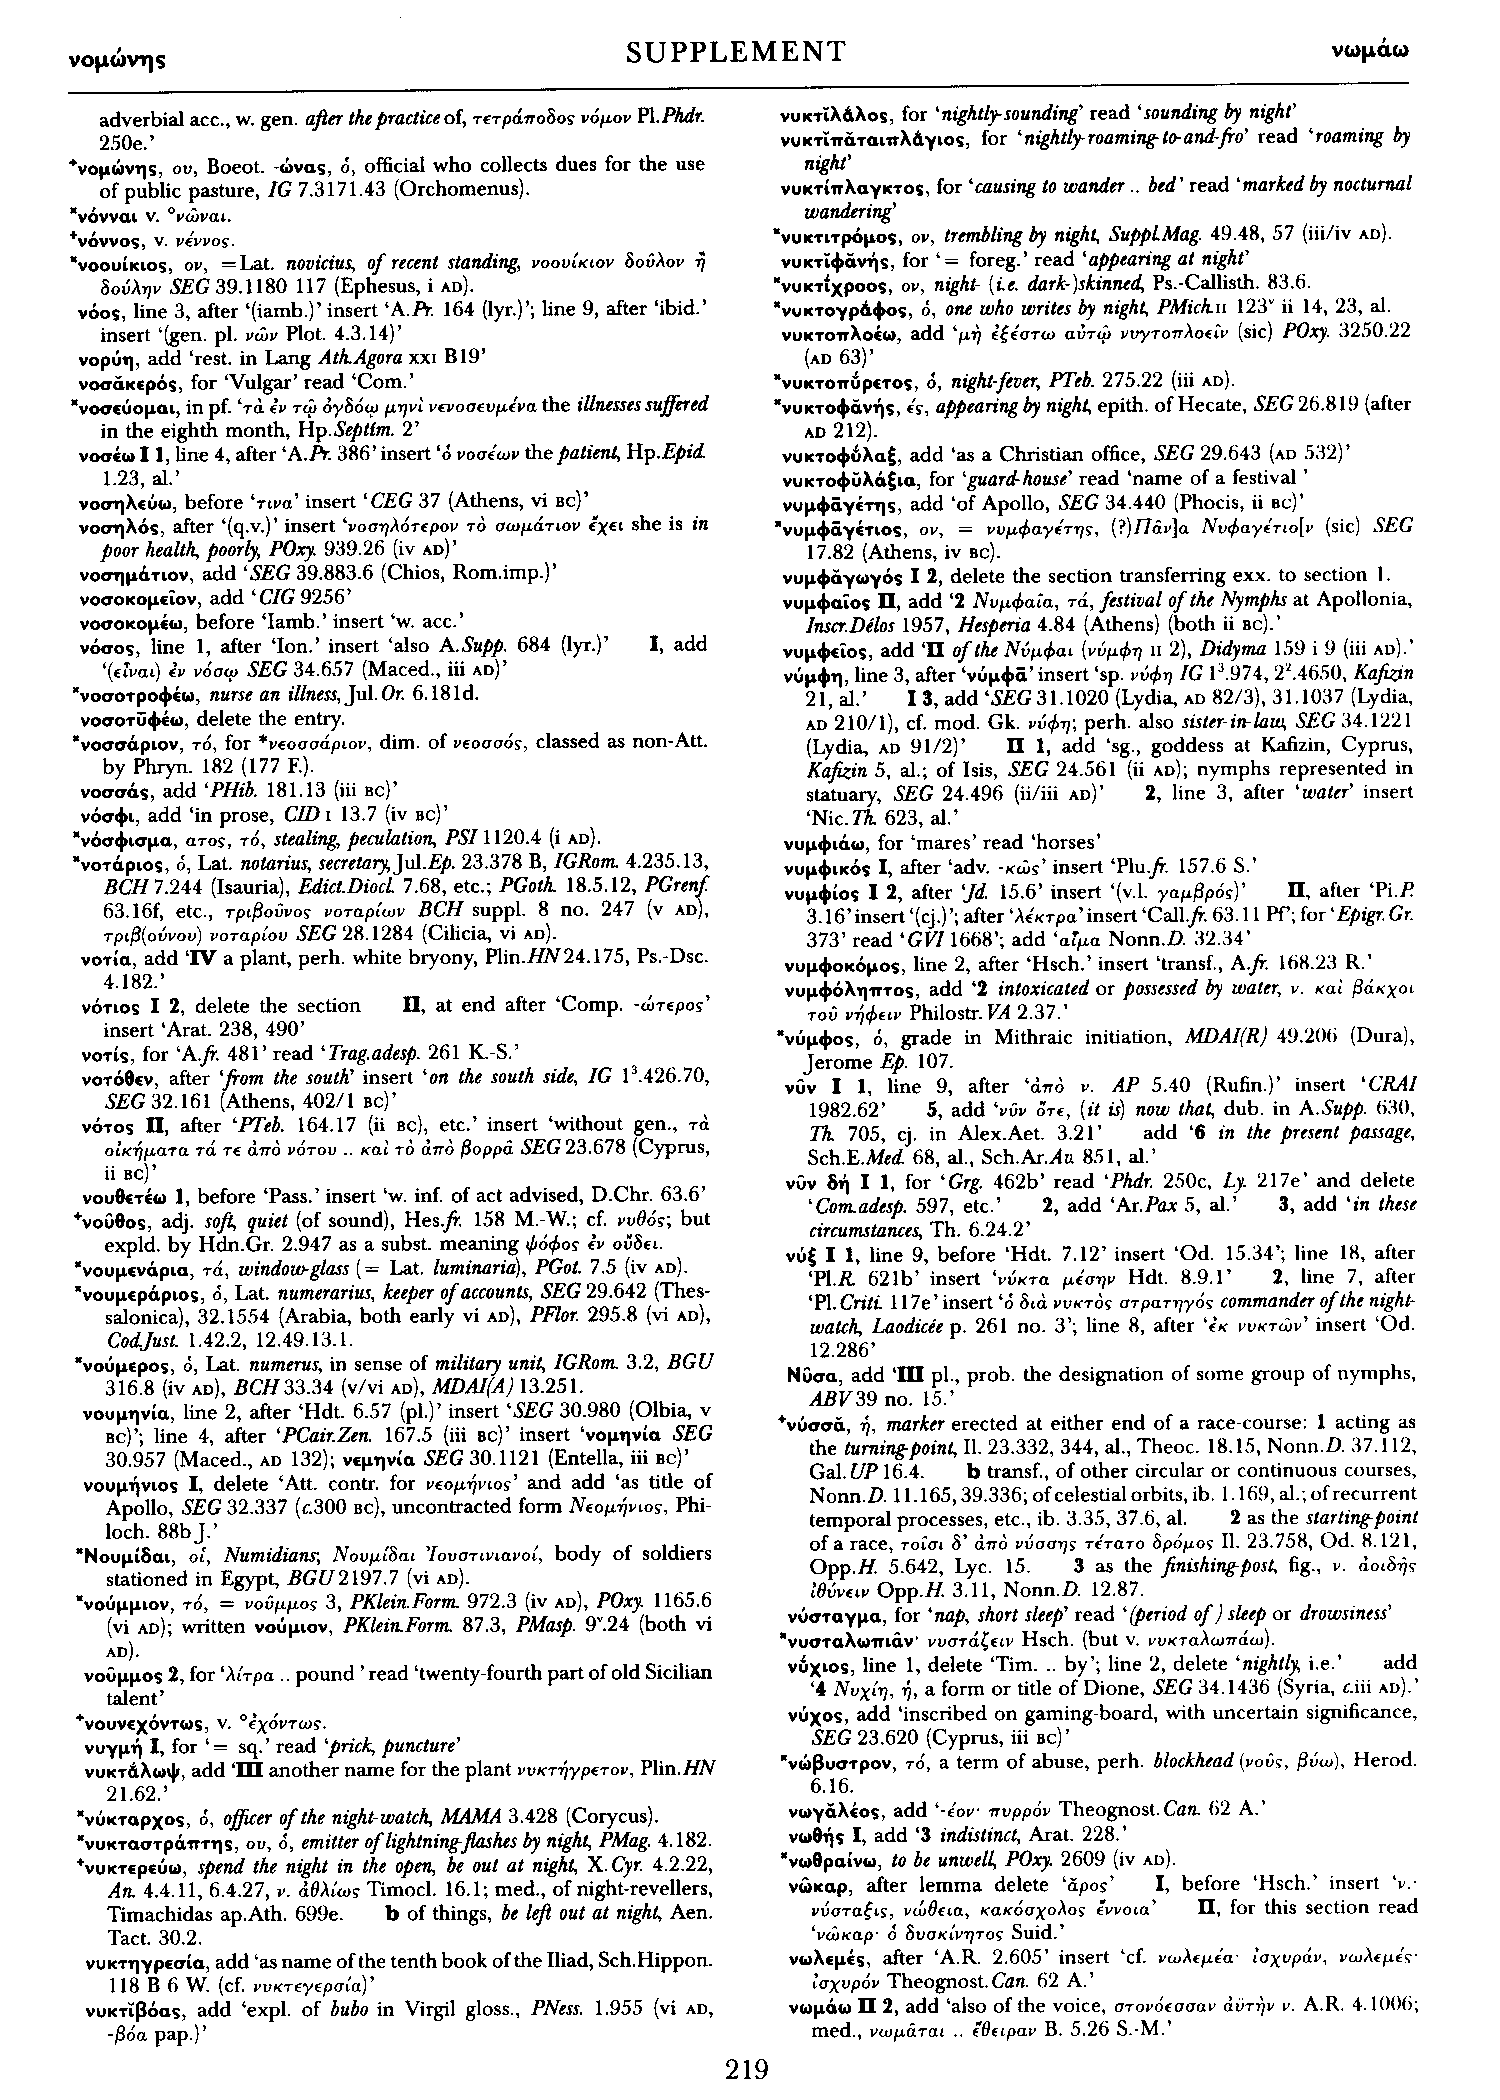 νομώνης
SUPPLEMENT
νωμάω
adverbial acc., w. gen. after the practice of, τετράποδος νόμον Pl.Phdr.
250e.’
⁺νομώνης, ου, Boeot. -ώνας, ὁ, official who collects dues for the use
of public pasture, IG 7.3171.43 (Orchomenus).
*νόνναι v. °νῶναι.
⁺νόννος, v. νέννος.
*νοουίκιος, ον, =Lat. novicius, of recent standing, νοουίκιον δοῦλον ἢ
δούλην SEG 39.1180 117 (Ephesus, i AD).
νόος, line 3, after ‘(iamb.)’ insert ‘A.Pr. 164 (lyr.)’; line 9, after ‘ibid.’
insert ‘(gen. pl. νῶν Plot. 4.3.14)’
νορύη, add ‘rest. in Lang Ath.Agora XXI B19’
νοσᾰκερός, for ‘Vulgar’ read ‘Com.’
*νοσεύομαι, in pf. ‘τὰ ἐν τῷ ὀγδόῳ μηνὶ νενοσευμένα the illnesses suffered
in the eighth month, Hp.Septim. 2’
νοσέω I 1, line 4, after ‘A.Pr. 386’ insert ‘ὁ νοσέων the patient, Hp.Epid.
1.23, al.’
νοσηλεύω, before ‘τινα’ insert ‘CEG 37 (Athens, vi BC)’
νοσηλός, after ‘(q.v.)’ insert ‘νοσηλότερον τὸ σωμάτιον ἔχει she is in
poor health, poorly, POxy. 939.26 (iv AD)’
νοσημάτιον, add ‘SEG 39.883.6 (Chios, Rom.imp.)’
νοσοκομεῖον, add ‘CIG 9256’
νοσοκομέω, before ‘Iamb.’ insert ‘w. acc.’
νόσος, line 1, after ‘Ion.’ insert ‘also A.Supp. 684 (lyr.)’ I, add
‘(εἶναι) ἐν νόσῳ SEG 34.657 (Maced., iii AD)’
*νοσοτροφέω, nurse an illness, Jul.Or. 6.181d.
νοσοτῡφέω, delete the entry.
*νοσσάριον, τό, for *νεοσσάριον, dim. of νεοσσός, classed as non-Att.
by Phryn. 182 (177 F.).
νοσσάς, add ‘PHib. 181.13 (iii BC)’
νόσφι, add ‘in prose, CID I 13.7 (iv BC)’
*νόσφισμα, ατος, τό, stealing, peculation, PSI 1120.4 (i AD).
*νοτάριος, ὁ, Lat. notarius, secretary, Jul.Ep. 23.378 B, IGRom. 4.235.13,
BCH 7.244 (Isauria), Edict.Diocl. 7.68, etc.; PGoth. 18.5.12, PGrenf.
63.16f, etc., τριβοῦνος νοταρίων BCH suppl. 8 no. 247 (v AD),
τριβ(ούνου) νοταρίου SEG 28.1284 (Cilicia, vi AD).
νοτία, add ‘IV a plant, perh. white bryony, Plin.HN 24.175, Ps.-Dsc.
4.182.’
νότιος I 2, delete the section II, at end after ‘Comp. -ώτερος’
insert ‘Arat. 238, 490’
νοτίς, for ‘A.fr. 481’ read ‘Trag.adesp. 261 K.-S.’
νοτόθεν, after ‘from the south’ insert ‘on the south side, IG 1³.426.70,
SEG 32.161 (Athens, 402/1 BC)’
νότος II, after ‘PTeb. 164.17 (ii BC), etc.’ insert ‘without gen., τὰ
οἰκήματα τά τε ἀπὸ νότου .. καὶ τὸ ἀπὸ βορρᾶ SEG 23.678 (Cyprus,
ii BC)’
νουθετέω 1, before ‘Pass.’ insert ‘w. inf. of act advised, D.Chr. 63.6’
⁺νοῦθος, adj. soft, quiet (of sound), Hes.fr. 158 M.-W.; cf. νυθός; but
expld. by Hdn.Gr. 2.947 as a subst. meaning ψόφος ἐν οὔδει.
*νουμενάρια, τά, window-glass (= Lat. luminaria), PGot. 7.5 (iv AD).
*νουμεράριος, ὁ, Lat. numerarius, keeper of accounts, SEG 29.642 (Thes-
salonica), 32.1554 (Arabia, both early vi AD), PFlor. 295.8 (vi AD),
Cod.Just. 1.42.2, 12.49.13.1.
*νούμερος, ὁ, Lat. numerus, in sense of military unit, IGRom. 3.2, BGU
316.8 (iv AD), BCH 33.34 (v/vi AD), MDAI(A) 13.251.
νουμηνία, line 2, after ‘Hdt. 6.57 (pl.)’ insert ‘SEG 30.980 (Olbia, v
BC)’; line 4, after ‘PCair.Zen. 167.5 (iii BC)’ insert ‘νομηνία SEG
30.957 (Maced., AD 132); νεμηνία SEG 30.1121 (Entella, iii BC)’
νουμήνιος I, delete ‘Att. contr. for νεομήνιος’ and add ‘as title of
Apollo, SEG 32.337 (c.300 BC), uncontracted form Νεομήνιος, Phi-
loch. 88b J.’
*Νουμίδαι, οἱ, Numidians; Νουμίδαι Ἰουστινιανοί, body of soldiers
stationed in Egypt, BGU 2197.7 (vi AD).
*νούμμιον, τό, = νοῦμμος 3, PKlein.Form. 972.3 (iv AD), POxy. 1165.6
(vi AD); written νούμιον, PKlein.Form. 87.3, PMasp. 9ᵛ.24 (both vi
AD).
νοῦμμος 2, for ‘λίτρα .. pound ’ read ‘twenty-fourth part of old Sicilian
talent’
⁺νουνεχόντως, v. °ἐχόντως.
νυγμή I, for ‘= sq.’ read ‘prick, puncture’
νυκτάλωψ, add ‘III another name for the plant νυκτήγρετον, Plin.HN
21.62.’
*νύκταρχος, ὁ, officer of the night-watch, MAMA 3.428 (Corycus).
*νυκταστράπτης, ου, ὁ, emitter of lightning-flashes by night, PMag. 4.182.
⁺νυκτερεύω, spend the night in the open, be out at night, X.Cyr. 4.2.22,
An. 4.4.11, 6.4.27, ν. ἀθλίως Timocl. 16.1; med., of night-revellers,
Timachidas ap.Ath. 699e. b of things, be left out at night, Aen.
Tact. 30.2.
νυκτηγρεσία, add ‘as name of the tenth book of the Iliad, Sch.Hippon.
118 B 6 W. (cf. νυκτεγερσία)’
νυκτῐβόας, add ‘expl. of bubo in Virgil gloss., PNess. 1.955 (vi AD,
-βόα pap.)’
νυκτῐλάλος, for ‘nightly-sounding’ read ‘sounding by night’
νυκτῐπᾰταιπλάγιος, for ‘nightly-roaming-to-and-fro’ read ‘roaming by
night’
νυκτίπλαγκτος, for ‘causing to wander .. bed’ read ‘marked by nocturnal
wandering’
*νυκτιτρόμος, ον, trembling by night, Suppl.Mag. 49.48, 57 (iii/iv AD).
νυκτῐφᾰνής, for ‘= foreg.’ read ‘appearing at night’
*νυκτίχροος, ον, night- (i.e. dark-)skinned, Ps.-Callisth. 83.6.
*νυκτογράφος, ὁ, one who writes by night, PMich.II 123ᵛ ii 14, 23, al.
νυκτοπλοέω, add ‘μὴ ἐξέστω αὐτῷ νυγτοπλοεῖν (sic) POxy. 3250.22
(AD 63)’
*νυκτοπύρετος, ὁ, night-fever, PTeb. 275.22 (iii AD).
*νυκτοφᾰνής, ές, appearing by night, epith. of Hecate, SEG 26.819 (after
AD 212).
νυκτοφύλαξ, add ‘as a Christian office, SEG 29.643 (AD 532)’
νυκτοφῠλάξια, for ‘guard-house’ read ‘name of a festival ’
νυμφᾱγέτης, add ‘of Apollo, SEG 34.440 (Phocis, ii BC)’
*νυμφᾱγέτιος, ον, = νυμφαγέτης, (?)Πᾶν]α Νυφαγέτιο[ν (sic) SEG
17.82 (Athens, iv BC).
νυμφᾰγωγός I 2, delete the section transferring exx. to section 1.
νυμφαῖος II, add ‘2 Νυμφαῖα, τά, festival of the Nymphs at Apollonia,
Inscr.Délos 1957, Hesperia 4.84 (Athens) (both ii BC).’
νυμφεῖος, add ‘II of the Νύμφαι (νύμφη II 2), Didyma 159 i 9 (iii AD).’
νύμφη, line 3, after ‘νύμφᾱ’ insert ‘sp. νύφη IG 1³.974, 2².4650, Kafizin
21, al.’ I 3, add ‘SEG 31.1020 (Lydia, AD 82/3), 31.1037 (Lydia,
AD 210/1), cf. mod. Gk. νύφη; perh. also sister-in-law, SEG 34.1221
(Lydia, AD 91/2)’ II 1, add ‘sg., goddess at Kafizin, Cyprus,
Kafizin 5, al.; of Isis, SEG 24.561 (ii AD); nymphs represented in
statuary, SEG 24.496 (ii/iii AD)’ 2, line 3, after ‘water’ insert
‘Nic.Th. 623, al.’
νυμφιάω, for ‘mares’ read ‘horses’
νυμφικός I, after ‘adv. -κῶς’ insert ‘Plu.fr. 157.6 S.’
νυμφίος I 2, after ‘Jd. 15.6’ insert ‘(v.l. γαμβρός)’ II, after ‘Pi.P.
3.16’ insert ‘(cj.)’; after ‘λέκτρα’ insert ‘Call.fr. 63.11 Pf’; for ‘Epigr.Gr.
373’ read ‘GVI 1668’; add ‘αἷμα Nonn.D. 32.34’
νυμφοκόμος, line 2, after ‘Hsch.’ insert ‘transf., A.fr. 168.23 R.’
νυμφόληπτος, add ‘2 intoxicated or possessed by water, ν. καὶ βάκχοι
τοῦ νήφειν Philostr.VA 2.37.’
*νύμφος, ὁ, grade in Mithraic initiation, MDAI(R) 49.206 (Dura),
Jerome Ep. 107.
νῦν I 1, line 9, after ‘ἀπὸ ν. AP 5.40 (Rufin.)’ insert ‘CRAI
1982.62’ 5, add ‘νῦν ὅτε, (it is) now that, dub. in A.Supp. 630,
Th. 705, cj. in Alex.Aet. 3.21’ add ‘6 in the present passage,
Sch.E.Med. 68, al., Sch.Ar.Au. 851, al.’
νῦν δή I 1, for ‘Grg. 462b’ read ‘Phdr. 250c, Ly. 217e’ and delete
‘Com.adesp. 597, etc.’ 2, add ‘Ar.Pax 5, al.’ 3, add ‘in these
circumstances, Th. 6.24.2’
νύξ I 1, line 9, before ‘Hdt. 7.12’ insert ‘Od. 15.34’; line 18, after
‘Pl.R. 621b’ insert ‘νύκτα μέσην Hdt. 8.9.1’ 2, line 7, after
‘Pl.Criti. 117e’ insert ‘ὁ διὰ νυκτὸς στρατηγός commander of the night-
watch, Laodicée p. 261 no. 3’; line 8, after ‘ἐκ νυκτῶν’ insert ‘Od.
12.286’
Νῦσα, add ‘III pl., prob. the designation of some group of nymphs,
ABV 39 no. 15.’
⁺νύσσᾰ, ἡ, marker erected at either end of a race-course: 1 acting as
the turning-point, Il. 23.332, 344, al., Theoc. 18.15, Nonn.D. 37.112,
Gal.UP 16.4. b transf., of other circular or continuous courses,
Nonn.D. 11.165, 39.336; of celestial orbits, ib. 1.169, al.; of recurrent
temporal processes, etc., ib. 3.35, 37.6, al. 2 as the starting-point
of a race, τοῖσι δ’ ἀπὸ νύσσης τέτατο δρόμος Il. 23.758, Od. 8.121,
Opp.H. 5.642, Lyc. 15. 3 as the finishing-post, fig., ν. ἀοιδῆς
ἰθύνειν Opp.H. 3.11, Nonn.D. 12.87.
νύσταγμα, for ‘nap, short sleep’ read ‘(period of) sleep or drowsiness’
*νυσταλωπιᾶν· νυστάζειν Hsch. (but v. νυκταλωπάω).
νύχιος, line 1, delete ‘Tim. .. by’; line 2, delete ‘nightly, i.e.’ add
‘4 Νυχίη, ἡ, a form or title of Dione, SEG 34.1436 (Syria, c.iii AD).’
νύχος, add ‘inscribed on gaming-board, with uncertain significance,
SEG 23.620 (Cyprus, iii BC)’
*νώβυστρον, τό, a term of abuse, perh. blockhead (νοῦς, βύω), Herod.
6.16.
νωγᾰλέος, add ‘-έον· πυρρόν Theognost.Can. 62 A.’
νωθής I, add ‘3 indistinct, Arat. 228.’
*νωθραίνω, to be unwell, POxy. 2609 (iv AD).
νῶκαρ, after lemma delete ‘ᾰρος’ I, before ‘Hsch.’ insert ‘ν.·
νύσταξις, νώθεια, κακόσχολος ἔννοια’ II, for this section read
‘νῶκαρ· ὁ δυσκίνητος Suid.’
νωλεμές, after ‘A.R. 2.605’ insert ‘cf. νωλεμέα· ἰσχυράν, νωλεμές·
ἰσχυρόν Theognost.Can. 62 A.’
νωμάω II 2, add ‘also of the voice, στονόεσσαν ἀϋτὴν ν. A.R. 4.1006;
med., νωμᾶται .. ἔθειραν B. 5.26 S.-M.’
219